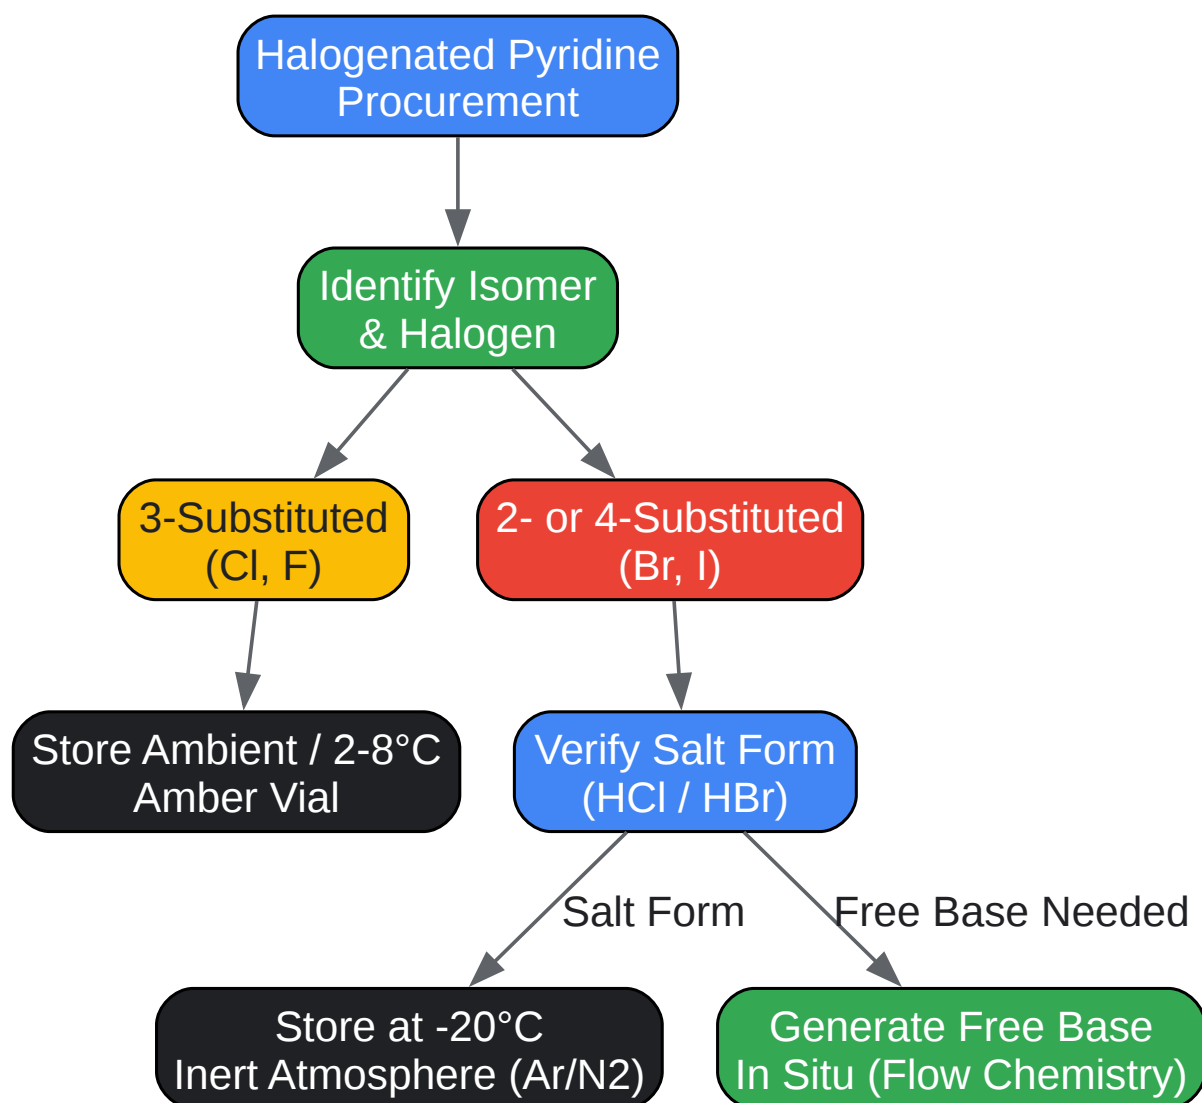 Halogenated Pyridine
Procurement
Identify Isomer
& Halogen
3-Substituted
(Cl, F)
2- or 4-Substituted
(Br, I)
Store Ambient / 2-8°C
Amber Vial
Verify Salt Form
(HCl / HBr)
Salt Form
Free Base Needed
Store at -20°C
Inert Atmosphere (Ar/N2)
Generate Free Base
In Situ (Flow Chemistry)